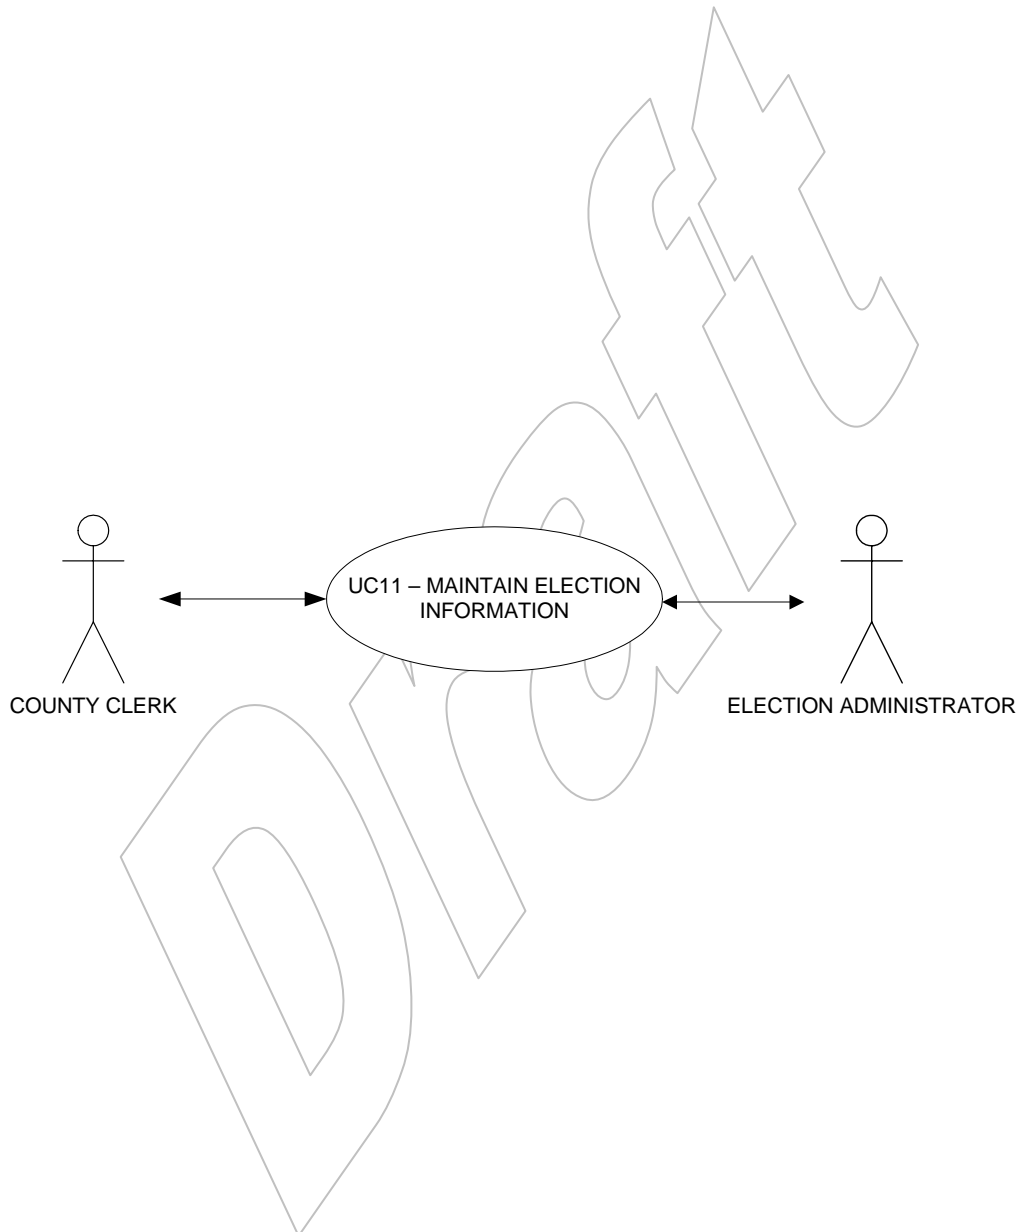 Draft
UC11 – MAINTAIN ELECTION
INFORMATION
COUNTY CLERK
ELECTION ADMINISTRATOR